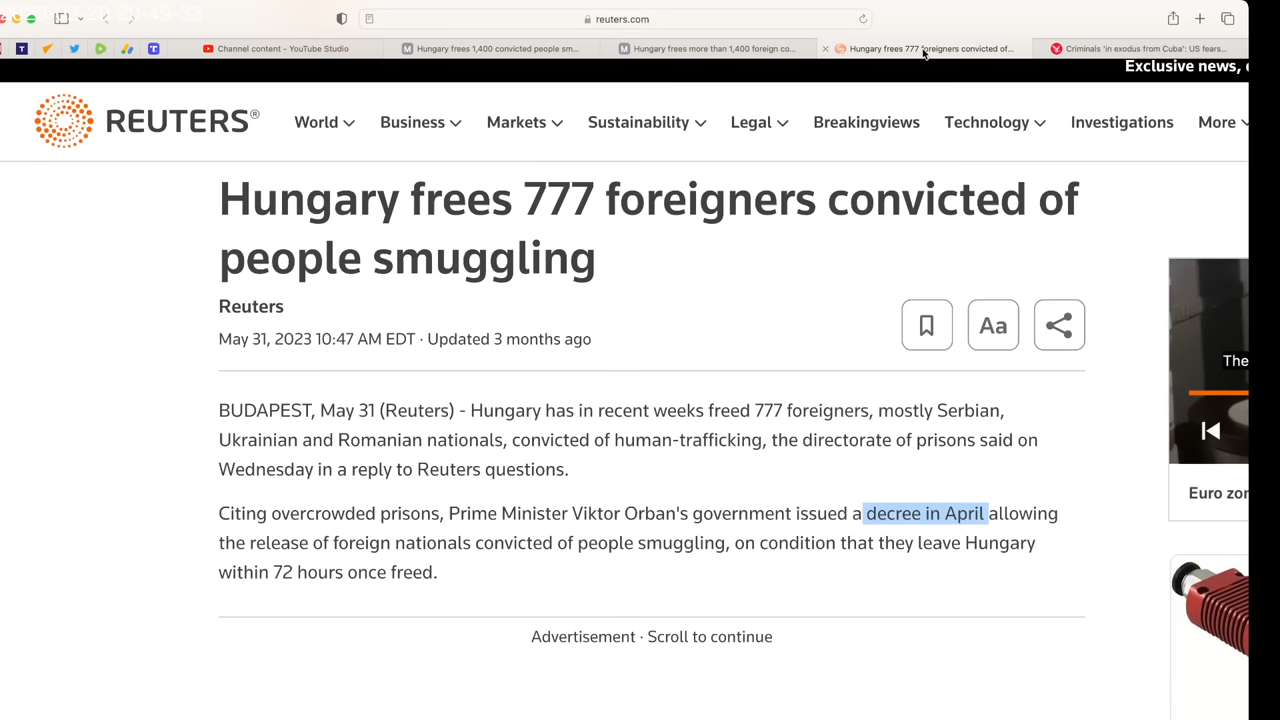 reuters.com
Channel content - YouTube Studio
Hungary frees 1,400 convicted people sm...
Hungary frees more than 1,400 foreign co...
Hungary frees 777 foreigners convicted of...
Criminals 'in exodus from Cuba': US fears...
Exclusive news,
REUTERS®
World
Business
Markets
Sustainability
Legal
Breakingviews
Technology
Investigations
More
Hungary frees 777 foreigners convicted of
people smuggling
Reuters
May 31, 2023 10:47 AM EDT · Updated 3 months ago
Aa
The
BUDAPEST, May 31 (Reuters) - Hungary has in recent weeks freed 777 foreigners, mostly Serbian,
Ukrainian and Romanian nationals, convicted of human-trafficking, the directorate of prisons said on
Wednesday in a reply to Reuters questions.
Euro zo
Citing overcrowded prisons, Prime Minister Viktor Orban's government issued a decree in April allowing
the release of foreign nationals convicted of people smuggling, on condition that they leave Hungary
within 72 hours once freed.
Advertisement · Scroll to continue